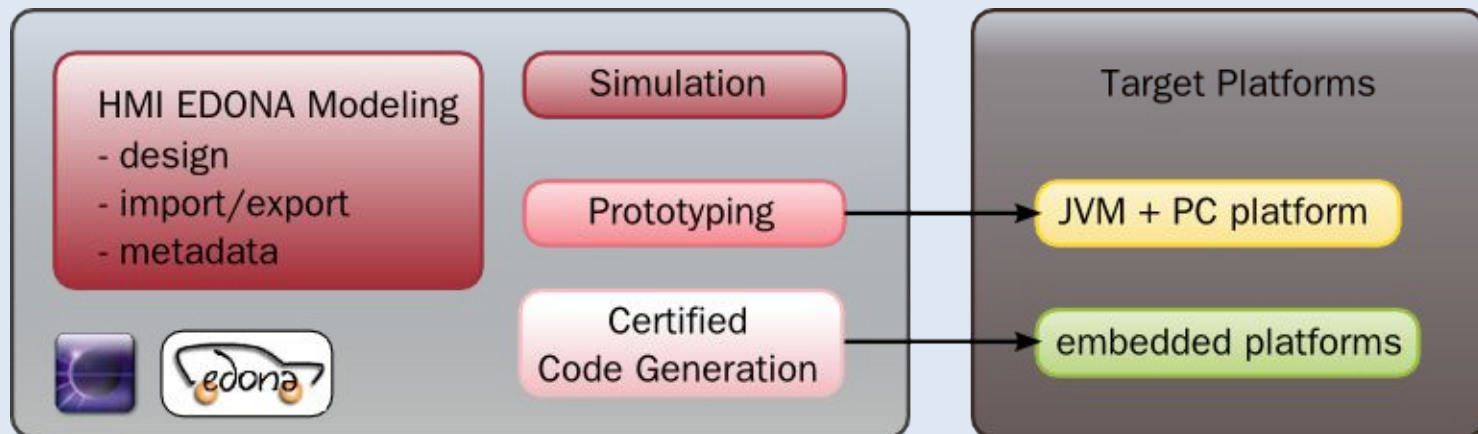 HMI EDONA Modeling
- design
- import/export
- metadata
edona
Simulation
Prototyping
Certified
Code Generation
Target Platforms
JVM + PC platform
embedded platforms